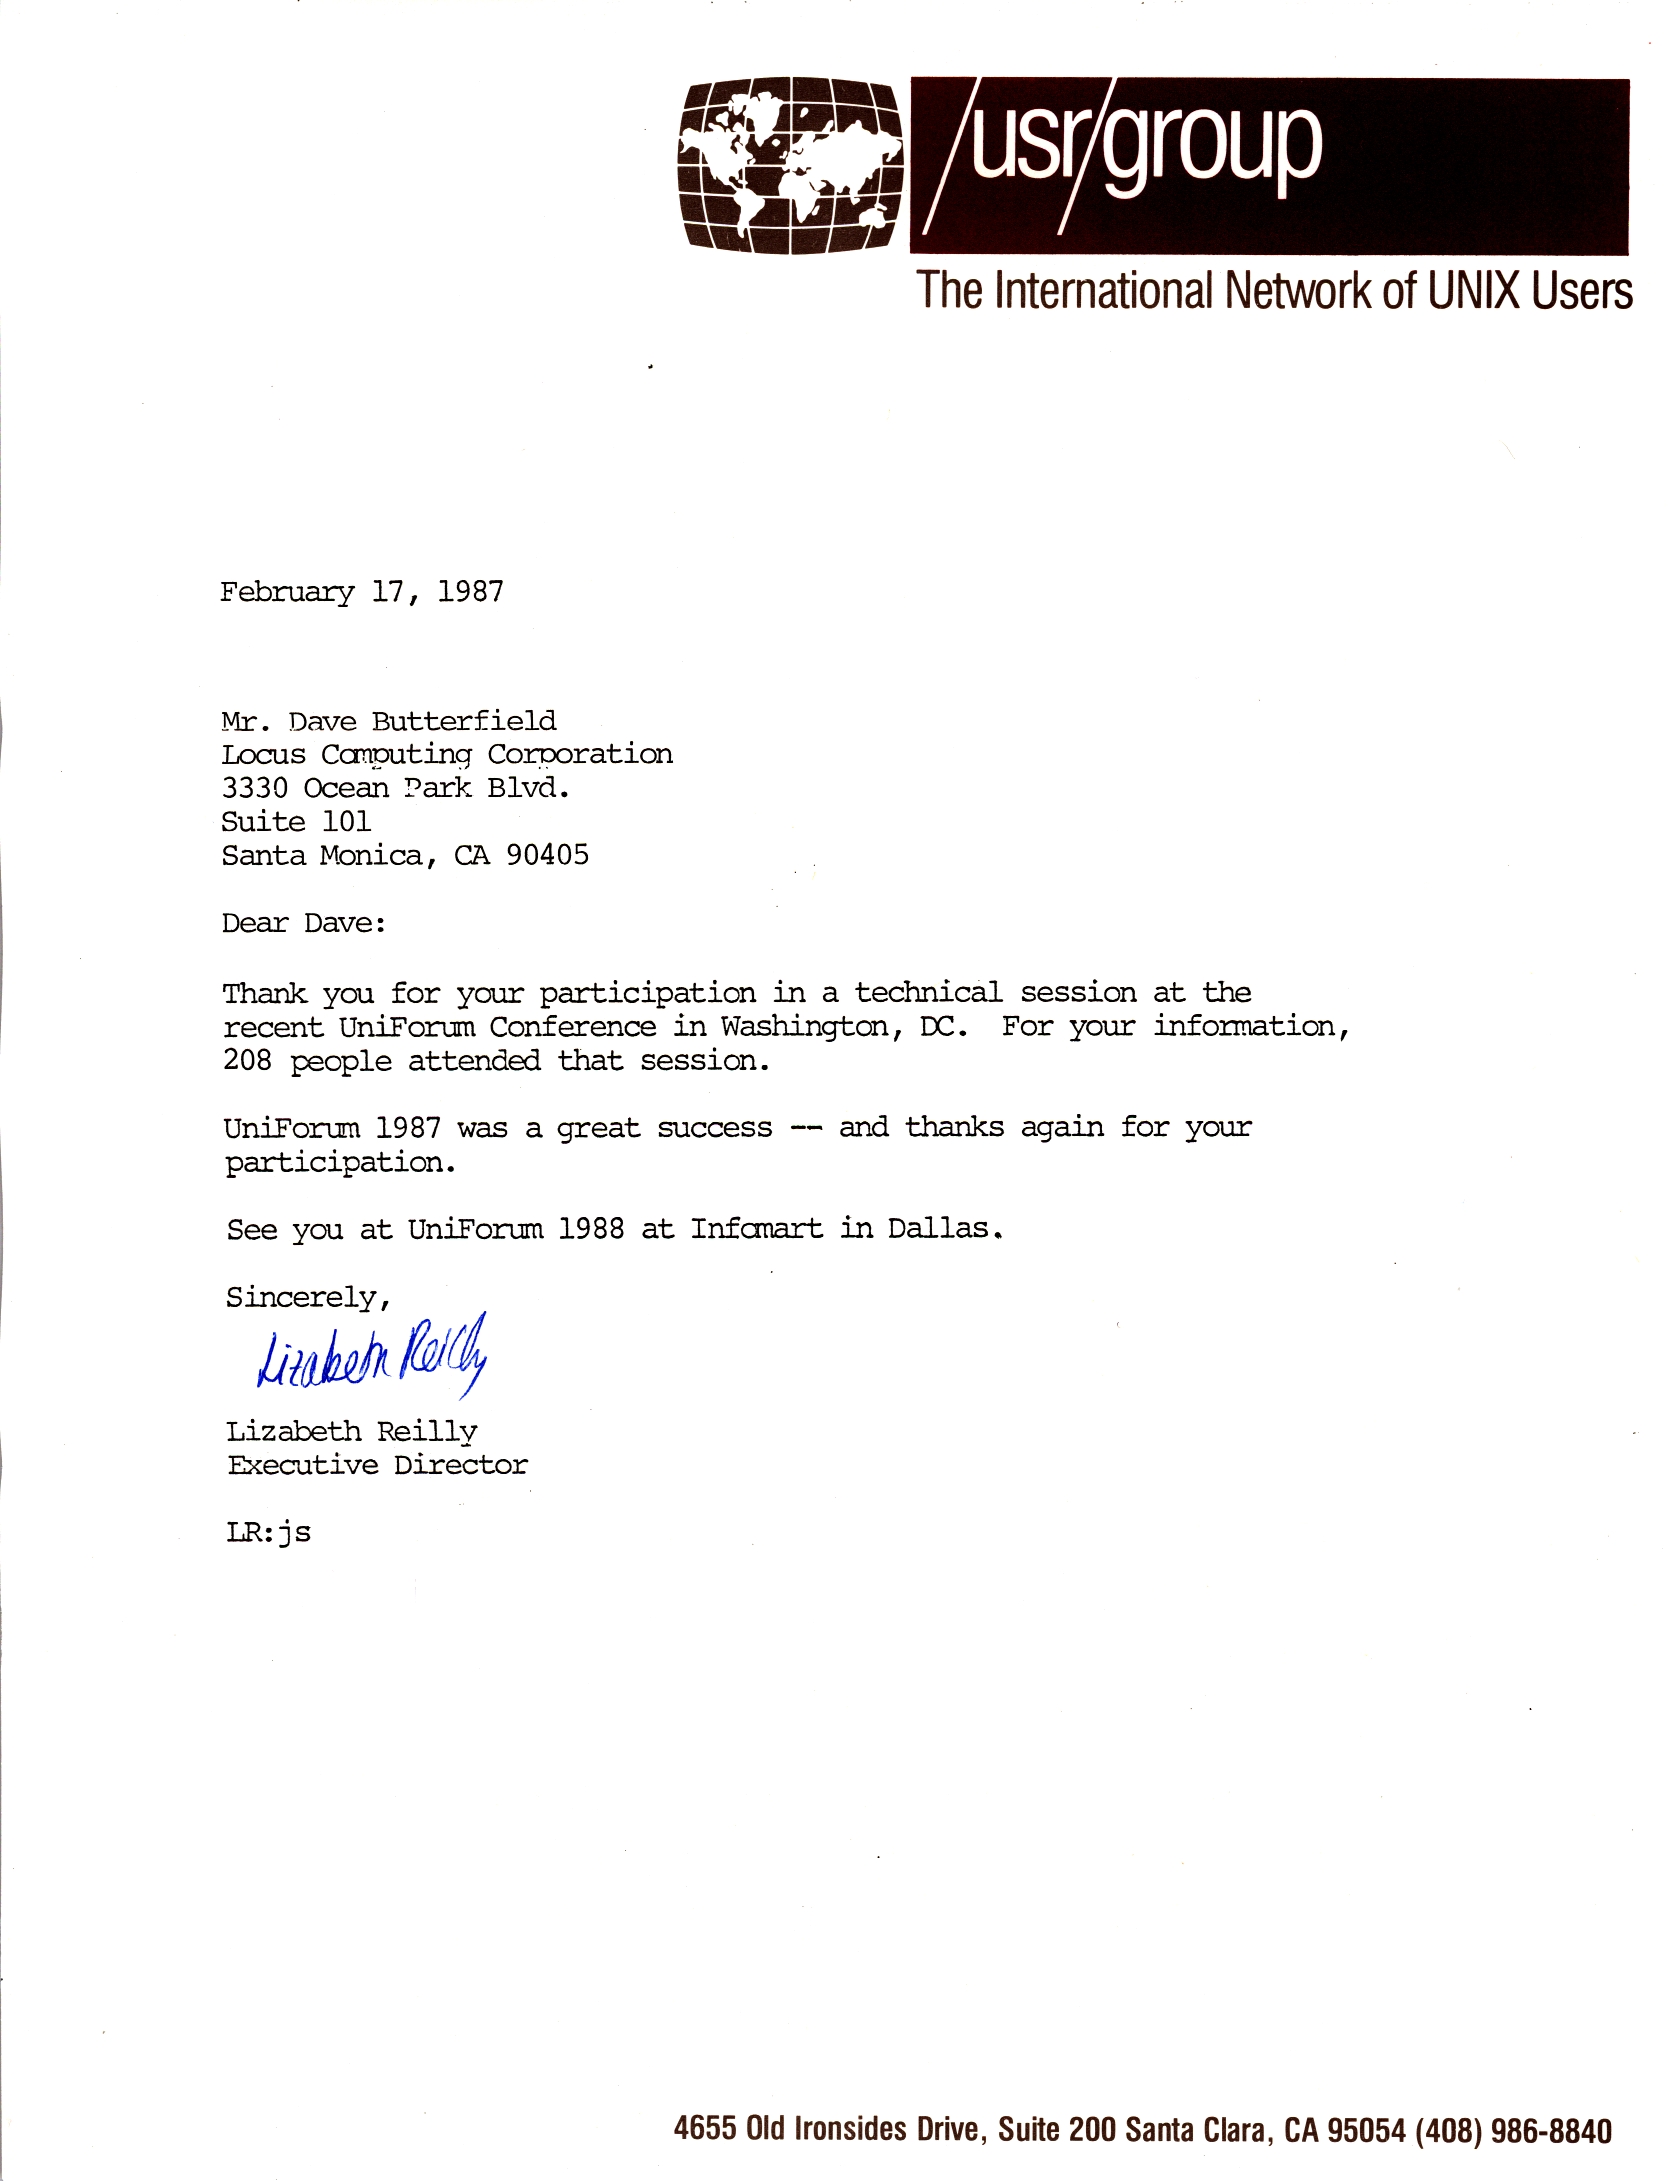 /usr/group
The International Network of UNIX Users
February 17, 1987
Mr. Dave Butterfield
Locus Computing Corporation
3330 Ocean Park Blvd.
Suite 101
Santa Monica, CA 90405
Dear Dave:
Thank you for your participation in a technical session at the
recent UniForum Conference in Washington, DC. For your information,
208 people attended that session.
UniForum 1987 was a great success -- and thanks again for your
participation.
See you at UniForum 1988 at Infomart in Dallas.
Sincerely,
Lizabeth Reilly
Lizabeth Reilly
Executive Director
LR:js
4655 Old Ironsides Drive, Suite 200 Santa Clara, CA 95054 (408) 986-8840